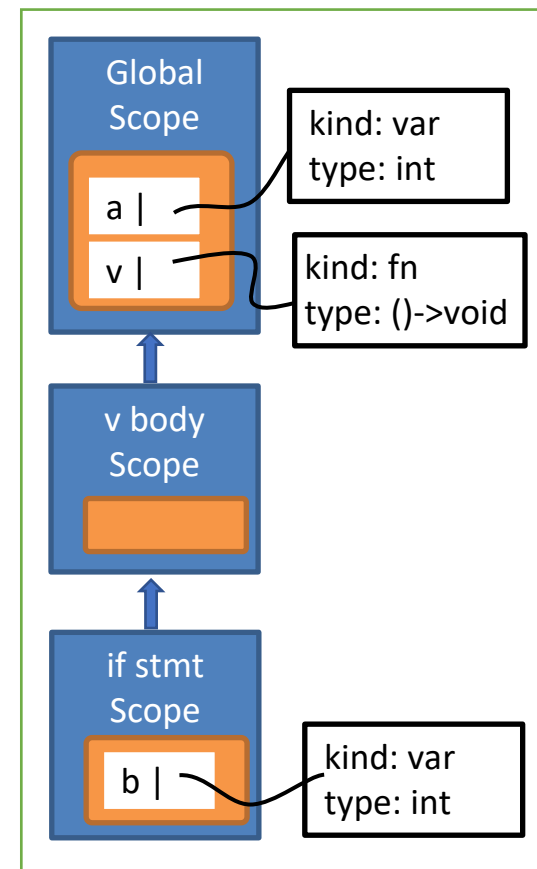 Global
Scope
a |
kind: var
type: int
v |
kind: fn
type: ()->void
v body
Scope
if stmt
Scope
b |
kind: var
type: int